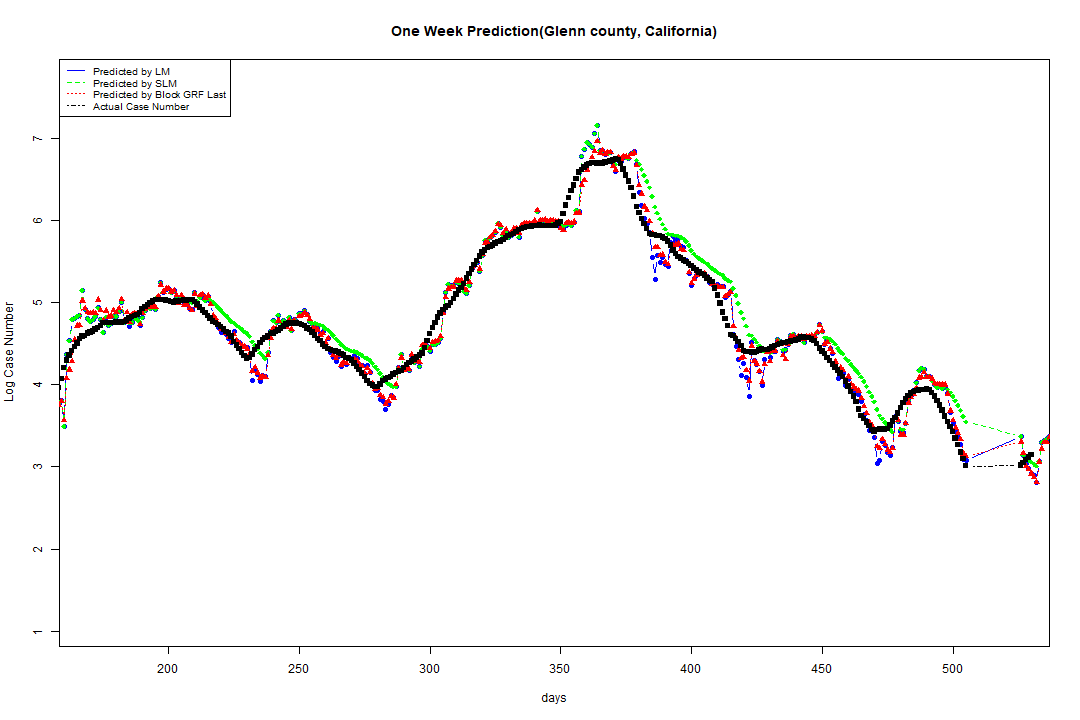 One Week Prediction(Glenn county, California)
Predicted by LM
Predicted by SLM
Predicted by Block GRF Last
Actual Case Number
Log Case Number
7
6
5
4
3
2
1
200 250 300 350 400 450 500
days